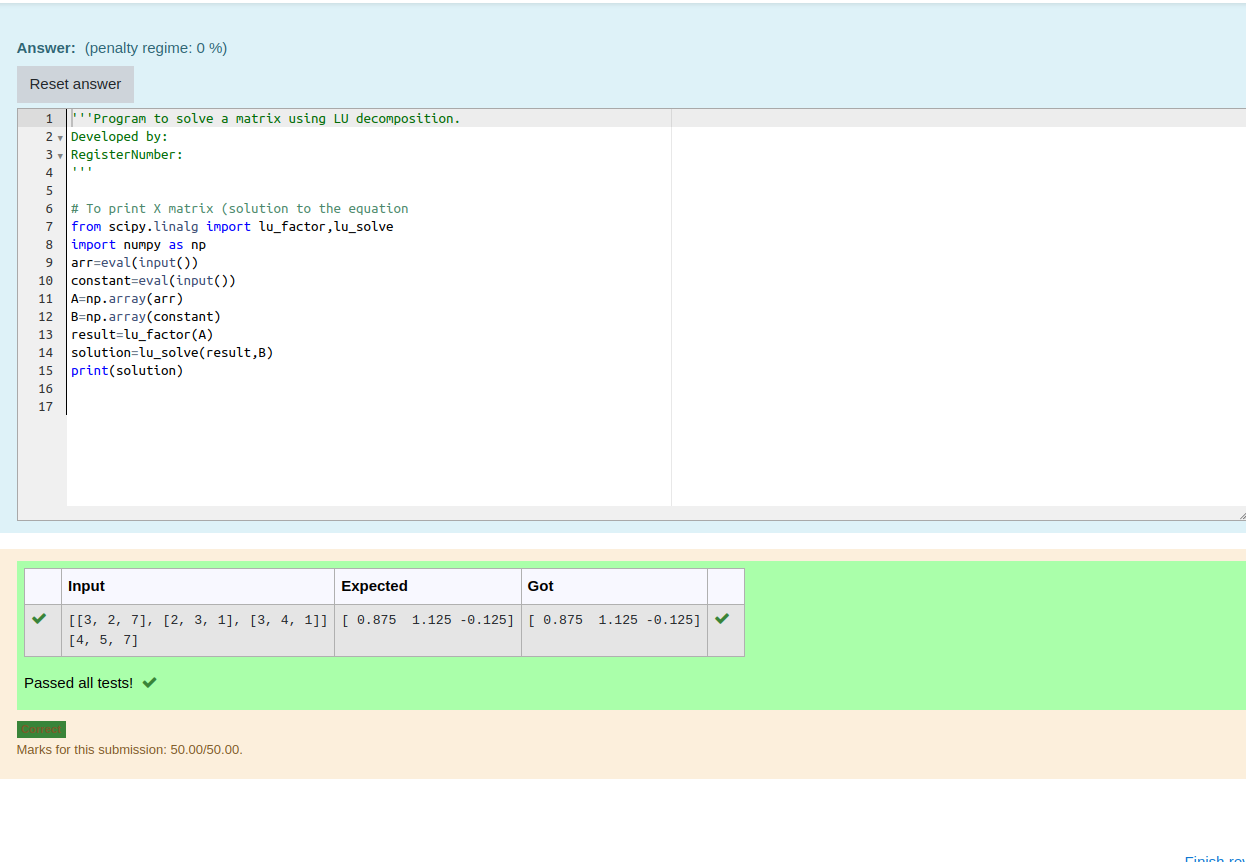 Answer: (penalty regime: 0 %)
Reset answer
1 '''Program to solve a matrix using LU decomposition.
2 Developed by:
3 RegisterNumber:
4 '''
5
6 # To print X matrix (solution to the equation
7 from scipy.linalg import lu_factor,lu_solve
8 import numpy as np
9 arr=eval(input())
10 constant=eval(input())
11 A=np.array(arr)
12 B=np.array(constant)
13 result=lu_factor(A)
14 solution=lu_solve(result,B)
15 print(solution)
16
17
Input Expected Got
[[3, 2, 7], [2, 3, 1], [3, 4, 1]] [ 0.875  1.125 -0.125] [ 0.875  1.125 -0.125]
[4, 5, 7]
Passed all tests!
Correct
Marks for this submission: 50.00/50.00.
Finish